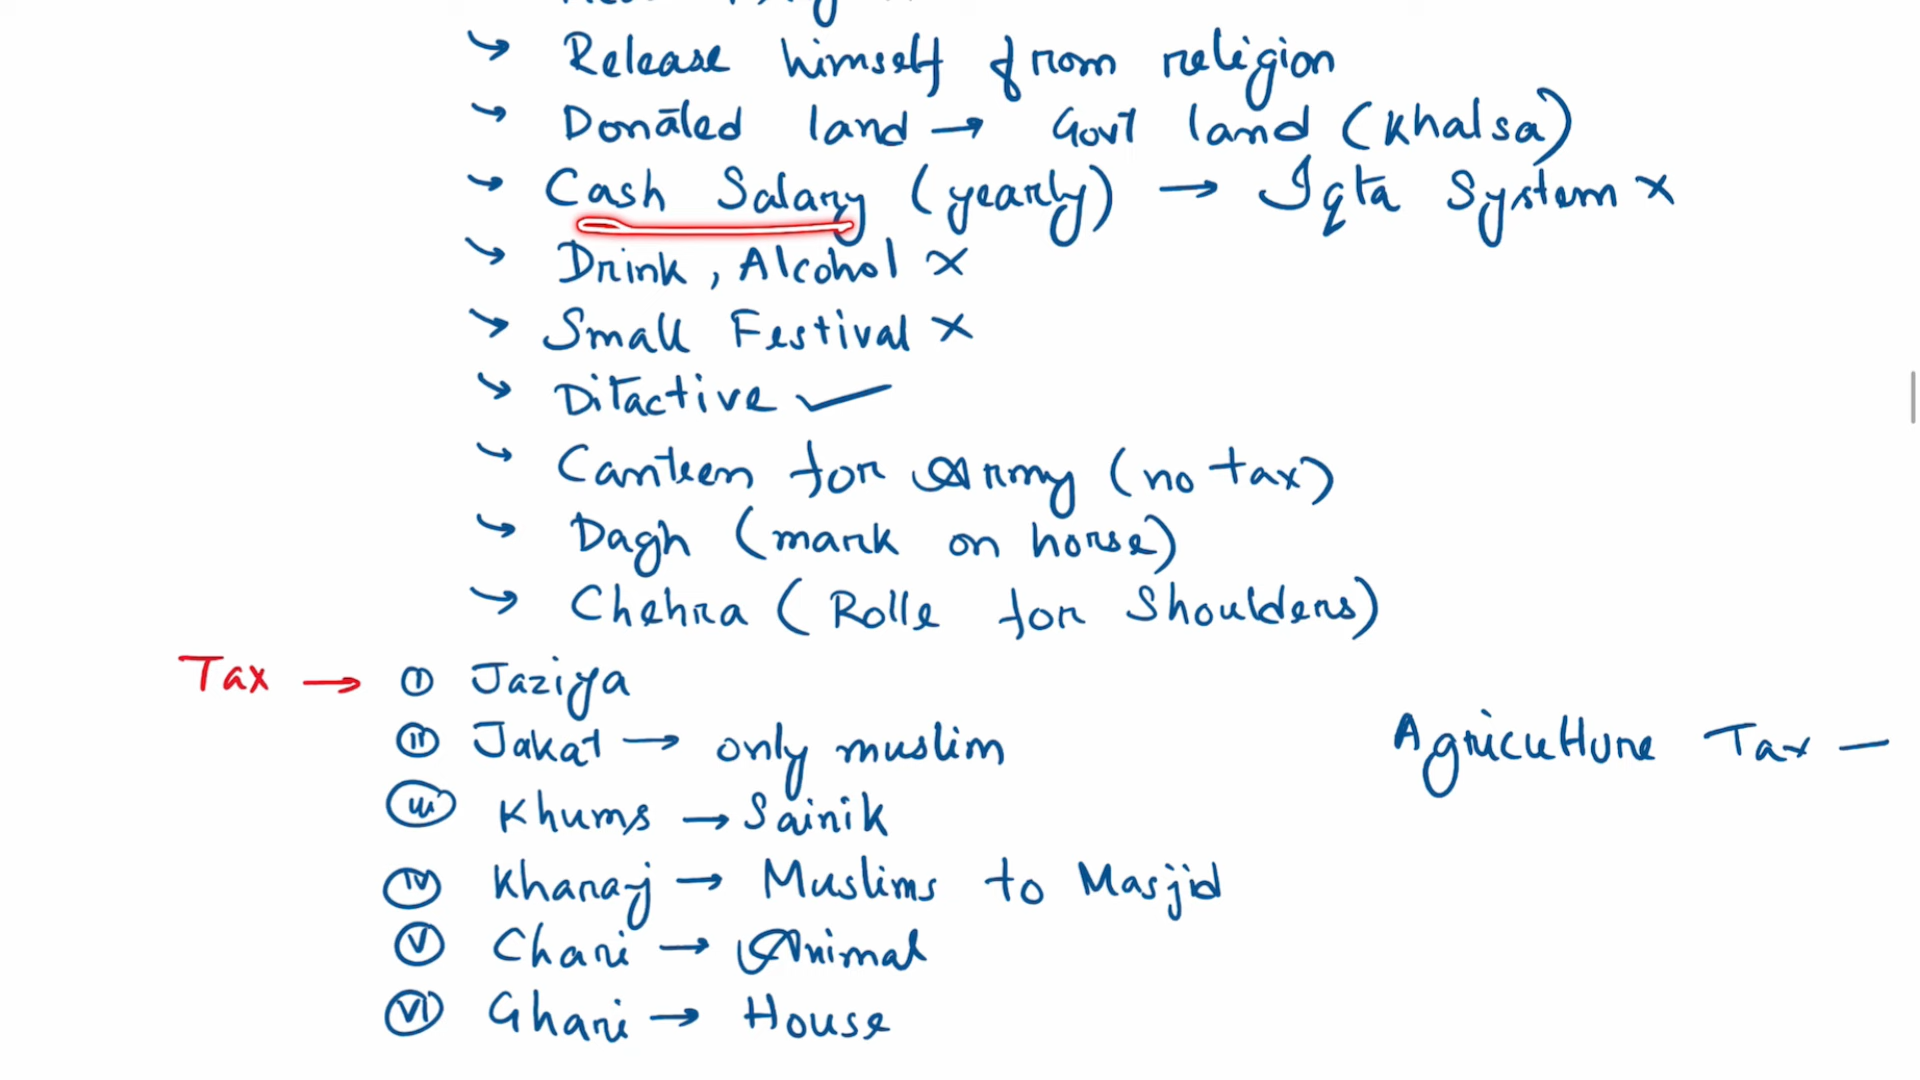 → Release himself from religion
→ Donated land → Govt land (Khalsa)
→ Cash Salary (yearly) → Iqta System ×
→ Drink, Alcohol ×
→ Small Festival ×
→ Ditactive ✓
→ Canteen for Army (no tax)
→ Dagh (mark on horse)
→ Chehra (Rolle for Shoulders)
Tax → (i) Jaziya
(ii) Jakat → only muslim
Agriculture Tax –
(iii) Khums → Sainik
(iv) Kharaj → Muslims to Masjid
(v) Chari → Animal
(vi) Ghari → House